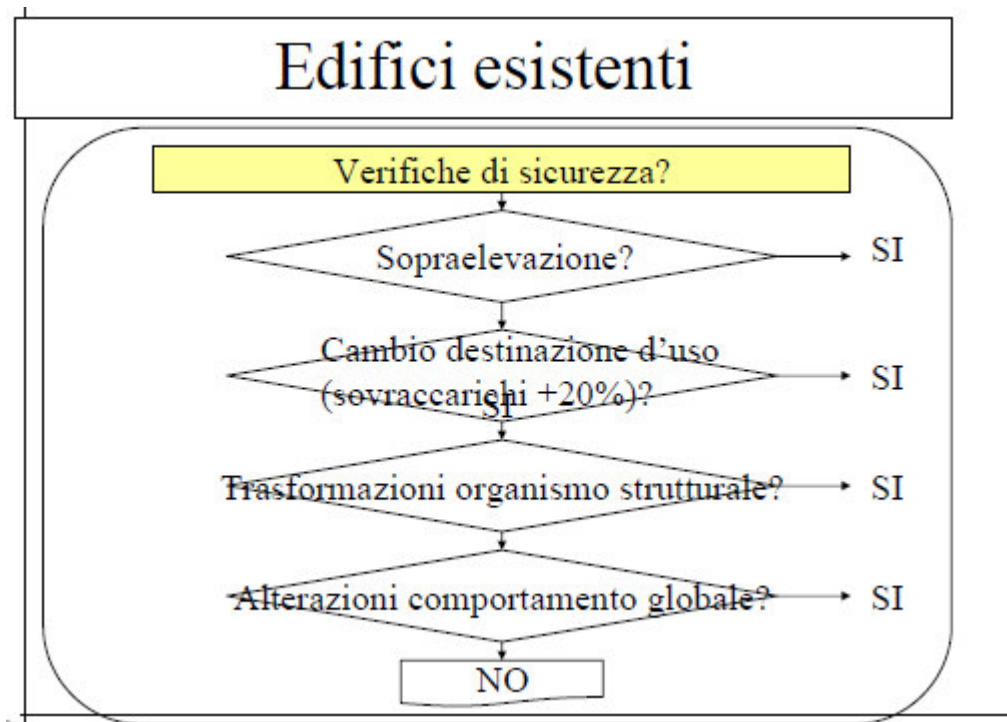 Edifici esistenti
Verifiche di sicurezza?
Sopraelevazione?
SI
Cambio destinazione d'uso
(sovraccarichi +20%)?
SI
SI
Trasformazioni organismo strutturale?
SI
Alterazioni comportamento globale?
SI
NO